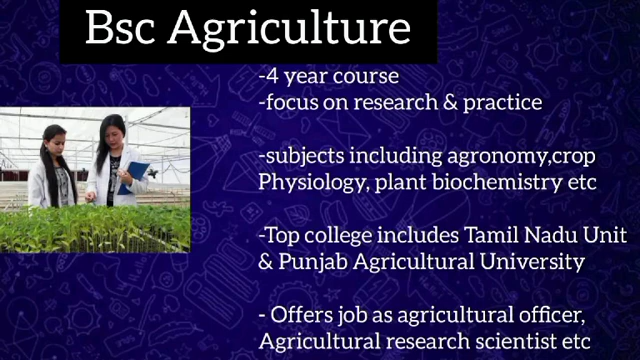 Bsc Agriculture
-4 year course
-focus on research & practice
-subjects including agronomy,crop
Physiology, plant biochemistry etc
-Top college includes Tamil Nadu Unit
& Punjab Agricultural University
- Offers job as agricultural officer,
Agricultural research scientist etc